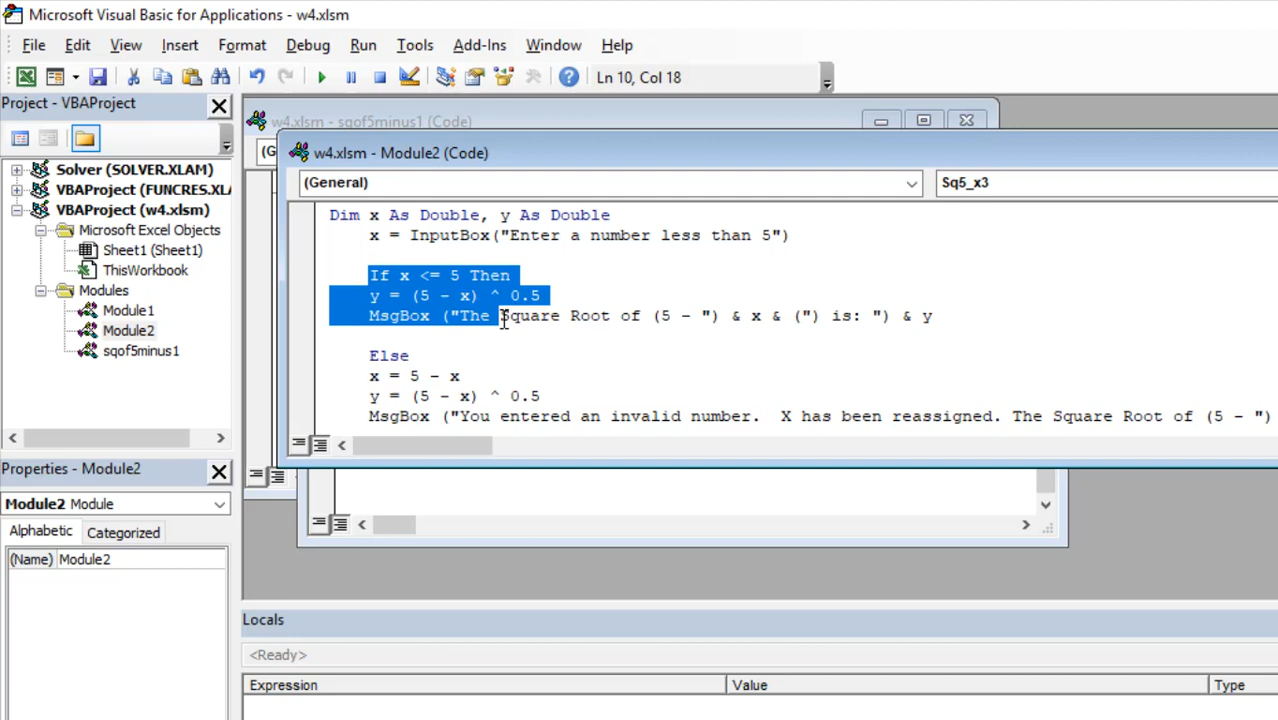 Microsoft Visual Basic for Applications - w4.xlsm
File Edit View Insert Format Debug Run Tools Add-Ins Window Help
Ln 10, Col 18
Project - VBAProject
Solver (SOLVER.XLAM)
VBAProject (FUNCRES.XL
VBAProject (w4.xlsm)
Microsoft Excel Objects
Sheet1 (Sheet1)
ThisWorkbook
Modules
Module1
Module2
sqof5minus1
Properties - Module2
Module2 Module
Alphabetic Categorized
(Name) Module2
w4.xlsm - sqof5minus1 (Code)
(G
w4.xlsm - Module2 (Code)
(General) Sq5_x3
Dim x As Double, y As Double
x = InputBox("Enter a number less than 5")
If x <= 5 Then
y = (5 - x) ^ 0.5
MsgBox ("The Square Root of (5 - ") & x & (") is: ") & y
Else
x = 5 - x
y = (5 - x) ^ 0.5
MsgBox ("You entered an invalid number.  X has been reassigned. The Square Root of (5 - ")
Locals
<Ready>
Expression Value Type